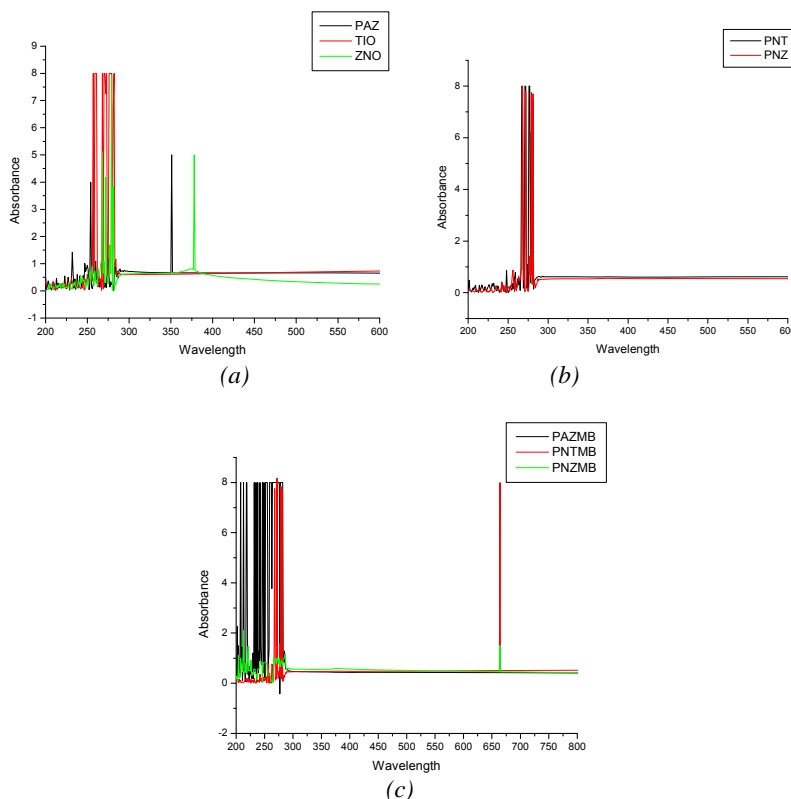 PAZ
TIO
ZNO
9
8
7
6
5
4
3
2
1
0
-1
Absorbance
200 250 300 350 400 450 500 550 600
Wavelength
(a)
PNT
PNZ
8
6
4
2
0
Absorbance
200 250 300 350 400 450 500 550 600
Wavelength
(b)
PAZMB
PNTMB
PNZMB
8
6
4
2
0
-2
Absorbance
200 250 300 350 400 450 500 550 600 650 700 750 800
Wavelength
(c)